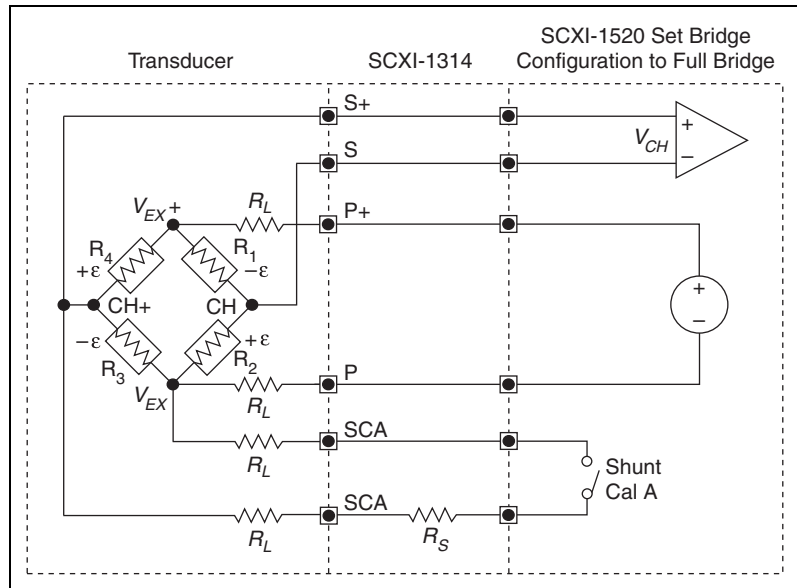 SCXI-1520 Set Bridge
Configuration to Full Bridge
Transducer
SCXI-1314
S+
S
V_CH
+
–
R_L
P+
V_EX+
R_4
+ε
R_1
–ε
CH+
CH
+
–
–ε
R_3
+ε
R_2
V_EX
P
R_L
SCA
R_L
Shunt
Cal A
SCA
R_L
R_S